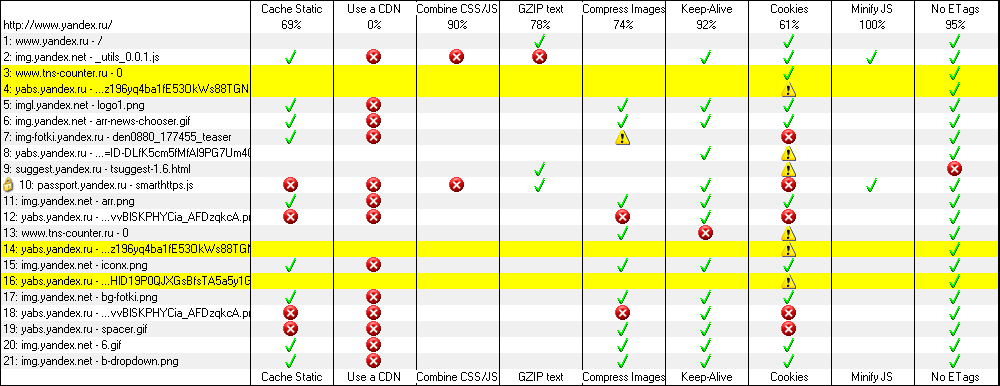 Cache Static Use a CDN Combine CSS/JS GZIP text Compress Images Keep-Alive Cookies Minify JS No ETags
http://www.yandex.ru/ 69% 0% 90% 78% 74% 92% 61% 100% 95%
1: www.yandex.ru - /
2: img.yandex.net - _utils_0.0.1.js
3: www.tns-counter.ru - 0
4: yabs.yandex.ru - ...z196yq4ba1fE53OkWs88TGN
5: imgl.yandex.net - logo1.png
6: img.yandex.net - arr-news-chooser.gif
7: img-fotki.yandex.ru - den0880_177455_teaser
8: yabs.yandex.ru - ...=ID-DLfK5cm5fMfAl9PG7Um40
9: suggest.yandex.ru - tsuggest-1.6.html
10: passport.yandex.ru - smarthttps.js
11: img.yandex.net - arr.png
12: yabs.yandex.ru - ...vvBlSKPHYCia_AFDzqkcA.pr
13: www.tns-counter.ru - 0
14: yabs.yandex.ru - ...z196yq4ba1fE53OkWs88TGN
15: img.yandex.net - iconx.png
16: yabs.yandex.ru - ...HID19P0QJXGsBfsTA5a5y1G
17: img.yandex.net - bg-fotki.png
18: yabs.yandex.ru - ...vvBlSKPHYCia_AFDzqkcA.pr
19: yabs.yandex.ru - spacer.gif
20: img.yandex.net - 6.gif
21: img.yandex.net - b-dropdown.png
Cache Static Use a CDN Combine CSS/JS GZIP text Compress Images Keep-Alive Cookies Minify JS No ETags